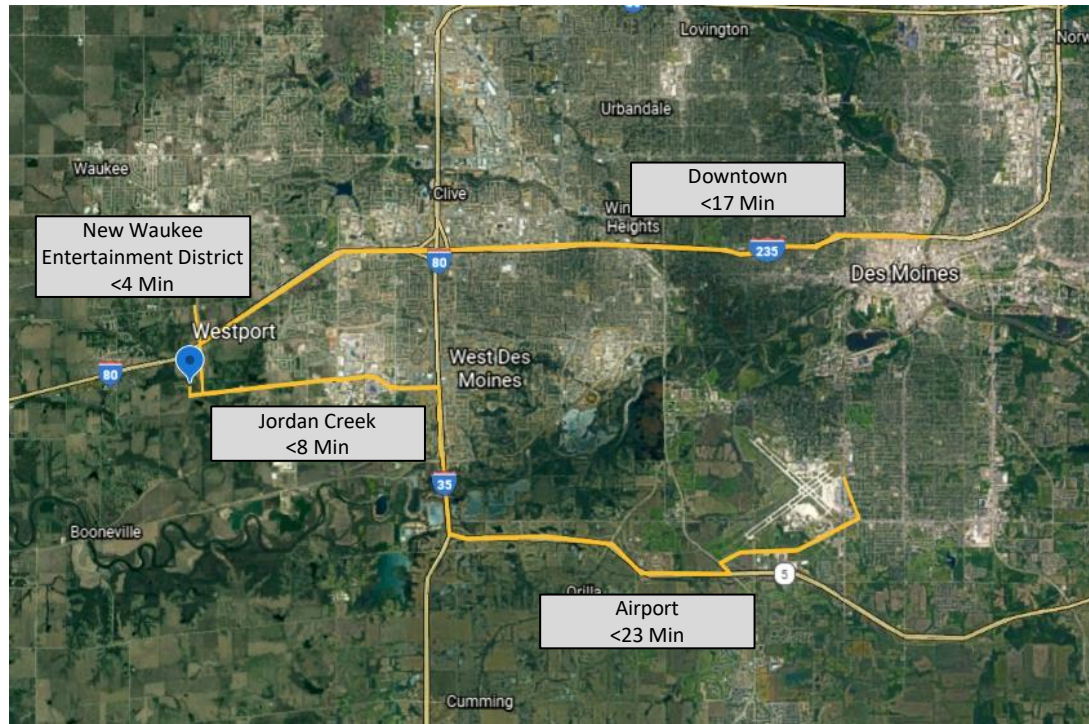 Lovington
Norw
Urbandale
Waukee
Downtown
<17 Min
Clive
Win
Heights
New Waukee
Entertainment District
<4 Min
235
80
Des Moines
Westport
80
West Des
Moines
Jordan Creek
<8 Min
35
Booneville
5
Orilla
Airport
<23 Min
Cumming